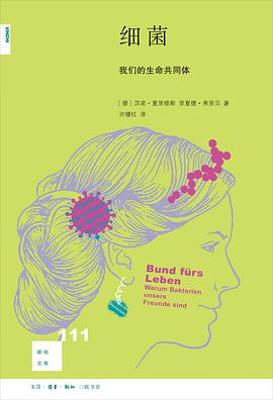 细菌
我们的生命共同体
[德] 汉诺·夏里修斯 里夏德·弗里贝 著
许嫚红 译
Bund fürs
Leben
Warum Bakterien
unsere
Freunde sind
111
新知
文库
生活·讀書·新知 三联书店